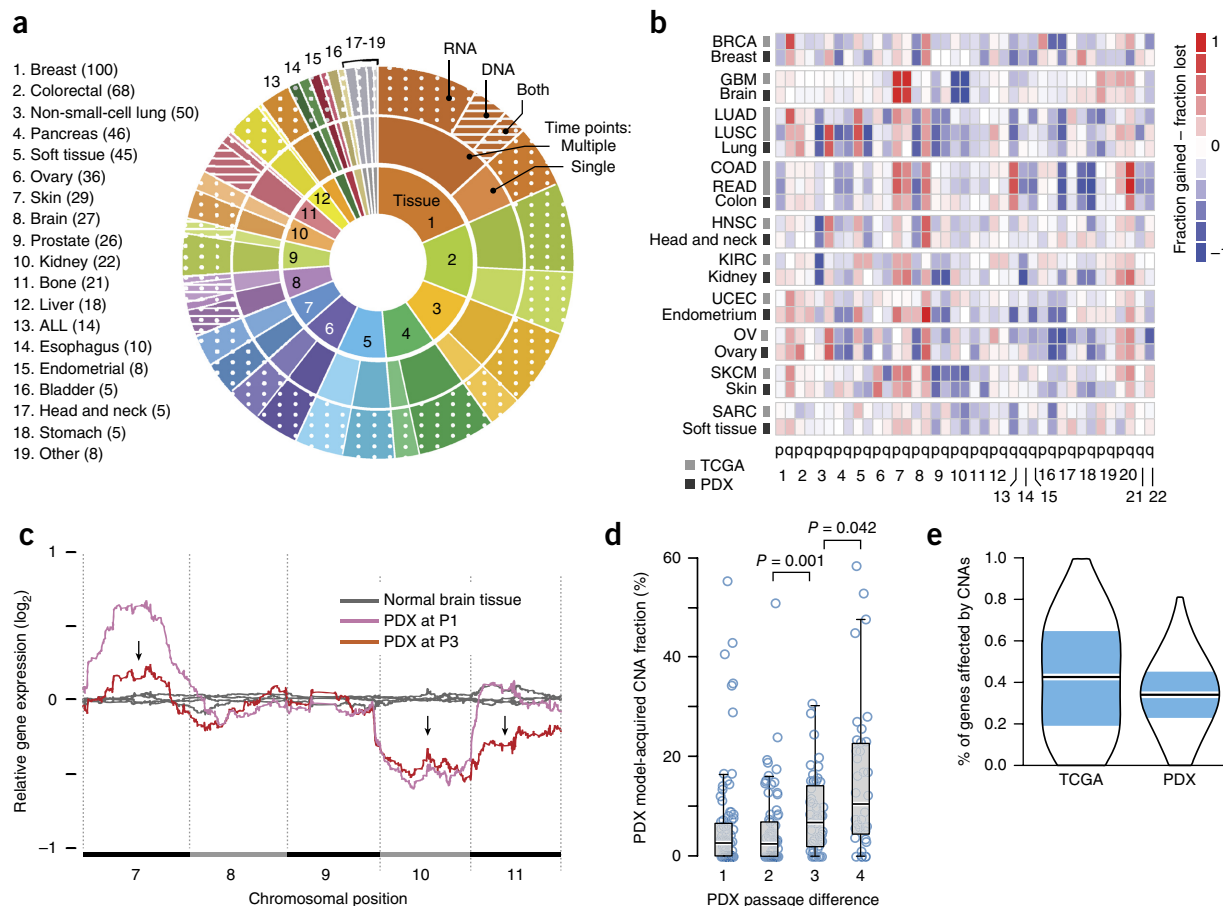 a
1. Breast (100)
2. Colorectal (68)
3. Non-small-cell lung (50)
4. Pancreas (46)
5. Soft tissue (45)
6. Ovary (36)
7. Skin (29)
8. Brain (27)
9. Prostate (26)
10. Kidney (22)
11. Bone (21)
12. Liver (18)
13. ALL (14)
14. Esophagus (10)
15. Endometrial (8)
16. Bladder (5)
17. Head and neck (5)
18. Stomach (5)
19. Other (8)
13 14 15 16 17-19
RNA
DNA
Both
Time points:
Multiple
Single
Tissue
1
2
3
4
5
6
7
8
9
10
11
12
b
BRCA
Breast
GBM
Brain
LUAD
LUSC
Lung
COAD
READ
Colon
HNSC
Head and neck
KIRC
Kidney
UCEC
Endometrium
OV
Ovary
SKCM
Skin
SARC
Soft tissue
TCGA
PDX
pqpqpqpqpqpqpqpqpqpqpqpqqqqpqpqpqpqpqqq
1 2 3 4 5 6 7 8 9 10 11 12 13 14 15 16 17 18 19 20 21 22
1
0
–1
Fraction gained – fraction lost
c
Relative gene expression (log2)
1
0
–1
Normal brain tissue
PDX at P1
PDX at P3
7 8 9 10 11
Chromosomal position
d
PDX model-acquired CNA fraction (%)
60
40
20
0
P = 0.001
P = 0.042
1 2 3 4
PDX passage difference
e
% of genes affected by CNAs
1.0
0.8
0.6
0.4
0.2
0.0
TCGA PDX